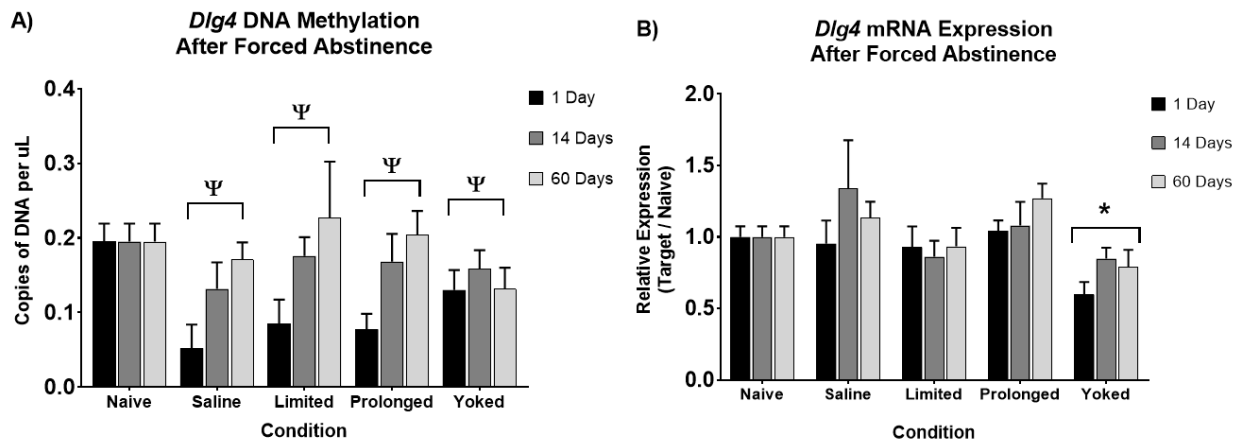 A)
Dlg4 DNA Methylation
After Forced Abstinence
Copies of DNA per uL
0.4
0.3
0.2
0.1
0.0
Ψ
Ψ
Ψ
Ψ
1 Day
14 Days
60 Days
Naive Saline Limited Prolonged Yoked
Condition
B)
Dlg4 mRNA Expression
After Forced Abstinence
Relative Expression
(Target / Naive)
2.0
1.5
1.0
0.5
0.0
*
1 Day
14 Days
60 Days
Naive Saline Limited Prolonged Yoked
Condition